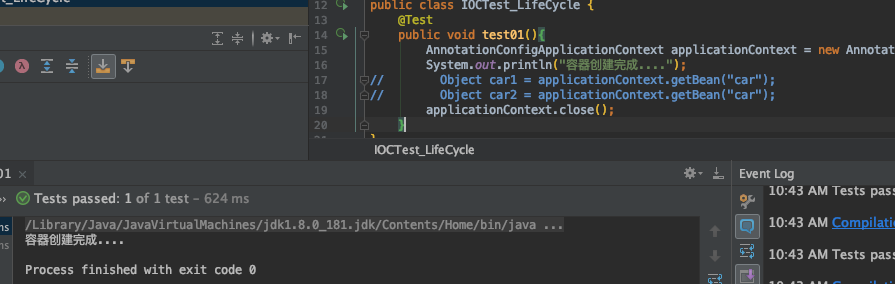 t_LifeCycle
12 public class IOCTest_LifeCycle {
13 @Test
14 public void test01(){
15 AnnotationConfigApplicationContext applicationContext = new Annotat
16 System.out.println("容器创建完成....");
17 // Object car1 = applicationContext.getBean("car");
18 // Object car2 = applicationContext.getBean("car");
19 applicationContext.close();
20 }
}
IOCTest_LifeCycle
01 ×
Event Log
Tests passed: 1 of 1 test – 624 ms
10:43 AM Tests pass
ms /Library/Java/JavaVirtualMachines/jdk1.8.0_181.jdk/Contents/Home/bin/java ...
10:43 AM Compilatio
ms 容器创建完成....
10:43 AM Tests pass
Process finished with exit code 0
10:43 AM Compilatio